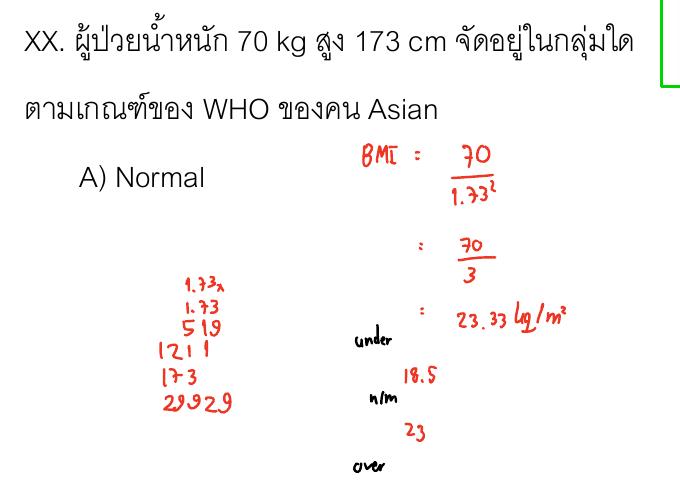 XX. ผู้ป่วยน้ำหนัก 70 kg สูง 173 cm จัดอยู่ในกลุ่มใด
ตามเกณฑ์ของ WHO ของคน Asian
A) Normal
BMI = 70
1.73²
= 70
3
= 23.33 kg/m²
1.73x
1.73
519
1211
173
29929
under
18.5
n/m
23
over